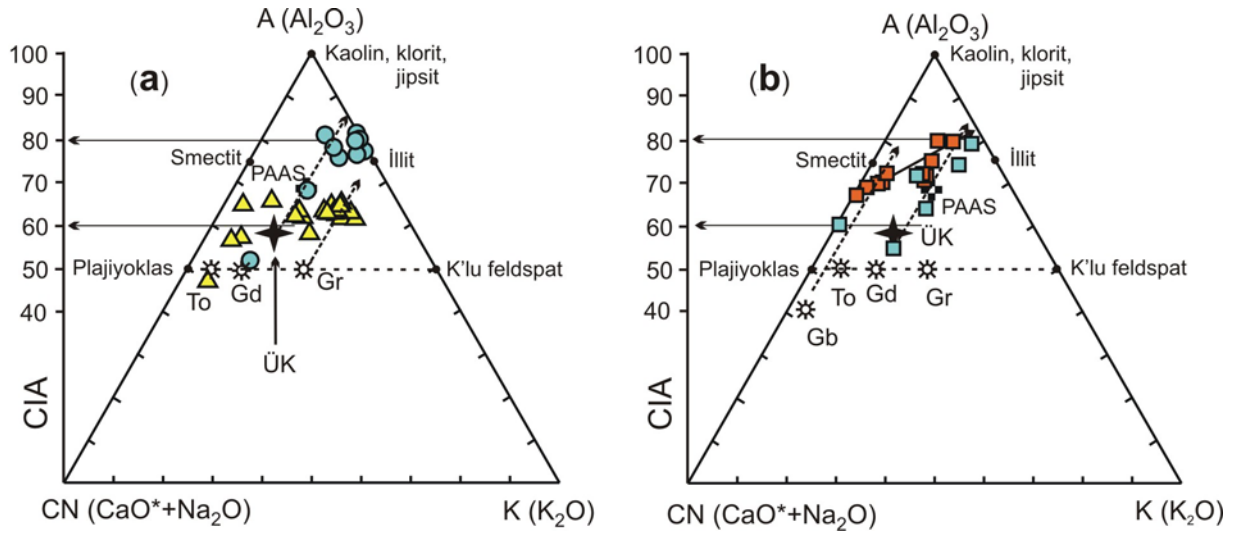 A (Al₂O₃)
Kaolin, klorit,
jipsit
(a)
100
90
80
70
60
50
40
CIA
Smectit
İllit
PAAS
Plajiyoklas
K'lu feldspat
To
Gd
Gr
ÜK
CN (CaO*+Na₂O)
K (K₂O)
A (Al₂O₃)
Kaolin, klorit,
jipsit
(b)
100
90
80
70
60
50
40
CIA
Smectit
İllit
PAAS
ÜK
Plajiyoklas
K'lu feldspat
To
Gd
Gr
Gb
CN (CaO*+Na₂O)
K (K₂O)